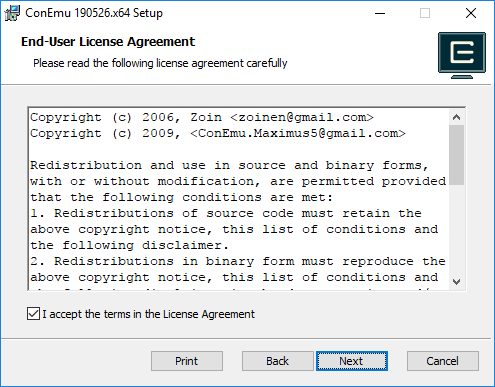 ConEmu 190526.x64 Setup
End-User License Agreement
Please read the following license agreement carefully
Copyright (c) 2006, Zoin <zoinen@gmail.com>
Copyright (c) 2009, <ConEmu.Maximus5@gmail.com>
Redistribution and use in source and binary forms,
with or without modification, are permitted provided
that the following conditions are met:
1. Redistributions of source code must retain the
above copyright notice, this list of conditions and
the following disclaimer.
2. Redistributions in binary form must reproduce the
above copyright notice, this list of conditions and
I accept the terms in the License Agreement
Print
Back
Next
Cancel